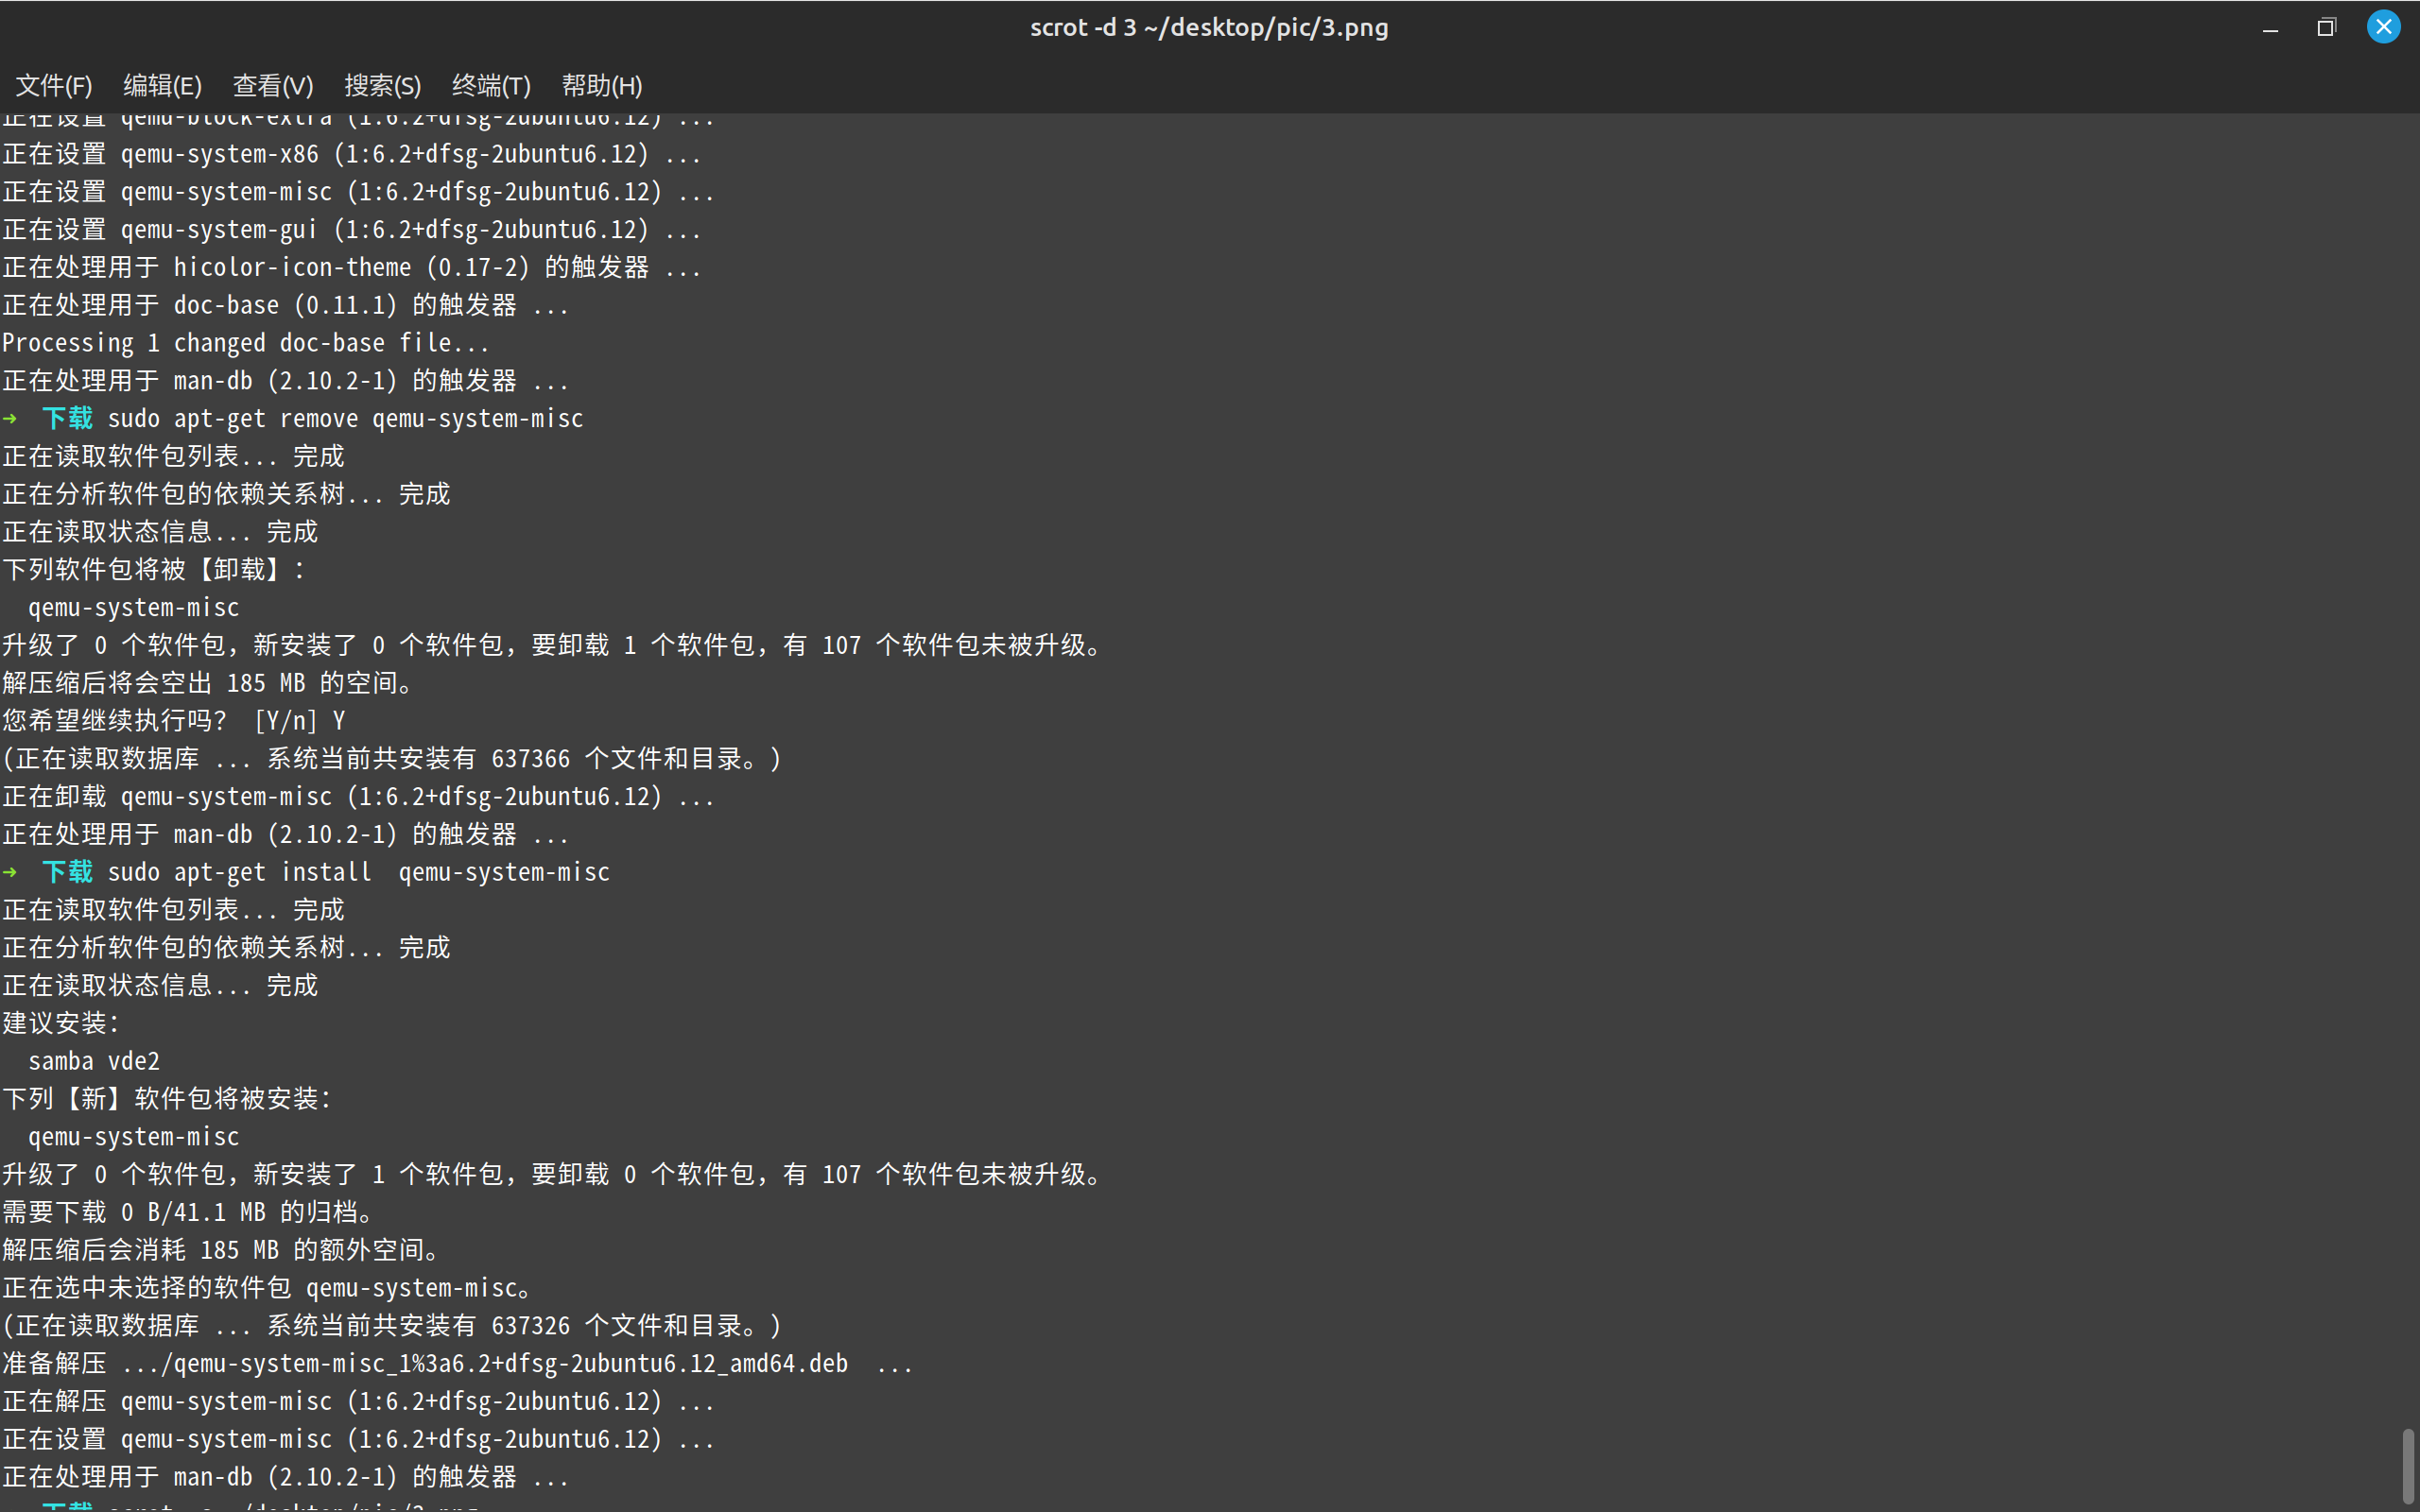 scrot -d 3 ~/desktop/pic/3.png
文件(F) 编辑(E) 查看(V) 搜索(S) 终端(T) 帮助(H)
正在设置 qemu-block-extra (1:6.2+dfsg-2ubuntu6.12) ...
正在设置 qemu-system-x86 (1:6.2+dfsg-2ubuntu6.12) ...
正在设置 qemu-system-misc (1:6.2+dfsg-2ubuntu6.12) ...
正在设置 qemu-system-gui (1:6.2+dfsg-2ubuntu6.12) ...
正在处理用于 hicolor-icon-theme (0.17-2) 的触发器 ...
正在处理用于 doc-base (0.11.1) 的触发器 ...
Processing 1 changed doc-base file...
正在处理用于 man-db (2.10.2-1) 的触发器 ...
→ 下载 sudo apt-get remove qemu-system-misc
正在读取软件包列表... 完成
正在分析软件包的依赖关系树... 完成
正在读取状态信息... 完成
下列软件包将被【卸载】：
  qemu-system-misc
升级了 0 个软件包，新安装了 0 个软件包，要卸载 1 个软件包，有 107 个软件包未被升级。
解压缩后将会空出 185 MB 的空间。
您希望继续执行吗？ [Y/n] Y
(正在读取数据库 ... 系统当前共安装有 637366 个文件和目录。)
正在卸载 qemu-system-misc (1:6.2+dfsg-2ubuntu6.12) ...
正在处理用于 man-db (2.10.2-1) 的触发器 ...
→ 下载 sudo apt-get install  qemu-system-misc
正在读取软件包列表... 完成
正在分析软件包的依赖关系树... 完成
正在读取状态信息... 完成
建议安装：
  samba vde2
下列【新】软件包将被安装：
  qemu-system-misc
升级了 0 个软件包，新安装了 1 个软件包，要卸载 0 个软件包，有 107 个软件包未被升级。
需要下载 0 B/41.1 MB 的归档。
解压缩后会消耗 185 MB 的额外空间。
正在选中未选择的软件包 qemu-system-misc。
(正在读取数据库 ... 系统当前共安装有 637326 个文件和目录。)
准备解压 .../qemu-system-misc_1%3a6.2+dfsg-2ubuntu6.12_amd64.deb  ...
正在解压 qemu-system-misc (1:6.2+dfsg-2ubuntu6.12) ...
正在设置 qemu-system-misc (1:6.2+dfsg-2ubuntu6.12) ...
正在处理用于 man-db (2.10.2-1) 的触发器 ...
下载 scrot